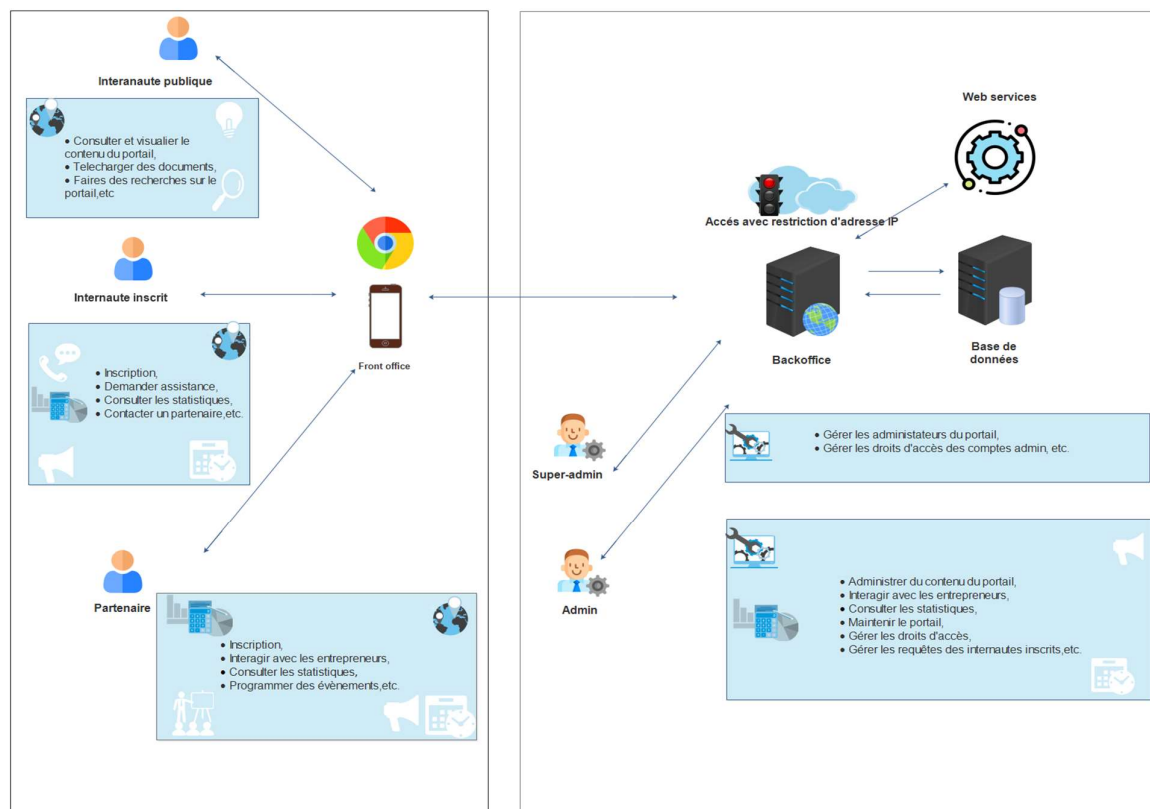 Interanaute publique
• Consulter et visualier le
contenu du portail,
• Telecharger des documents,
• Faires des recherches sur le
portail,etc
Internaute inscrit
• Inscription,
• Demander assistance,
• Consulter les statistiques,
• Contacter un partenaire,etc.
Front office
Partenaire
• Inscription,
• Interagir avec les entrepreneurs,
• Consulter les statistiques,
• Programmer des évènements,etc.
Web services
Accés avec restriction d'adresse IP
Backoffice
Base de
données
Super-admin
• Gérer les administateurs du portail,
• Gérer les droits d'accès des comptes admin, etc.
Admin
• Administrer du contenu du portail,
• Interagir avec les entrepreneurs,
• Consulter les statistiques,
• Maintenir le portail,
• Gérer les droits d'accès,
• Gérer les requêtes des internautes inscrits,etc.